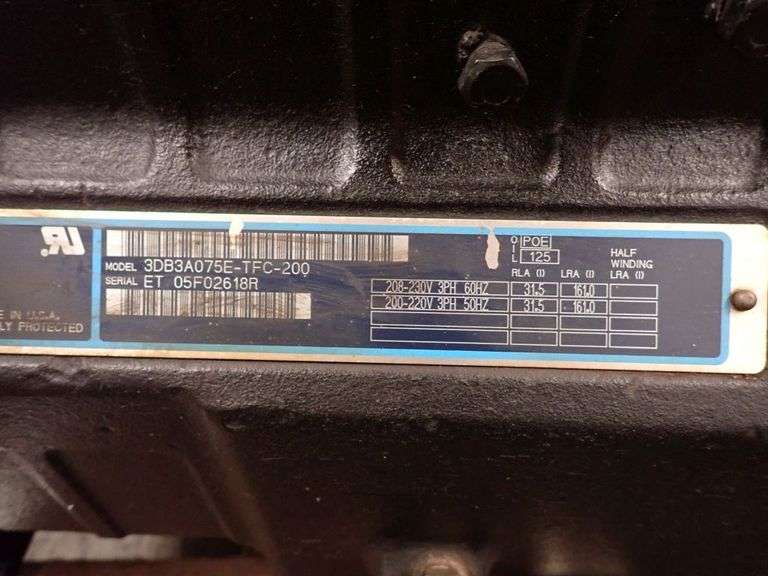 MODEL 3DB3A075E-TFC-200
SERIAL ET 05F02618R
E IN U.S.A.
LY PROTECTED
OIL POE
125
RLA (I) LRA (I) HALF WINDING LRA (I)
208-230V 3PH 60HZ 31.5 161.0
200-220V 3PH 50HZ 31.5 161.0